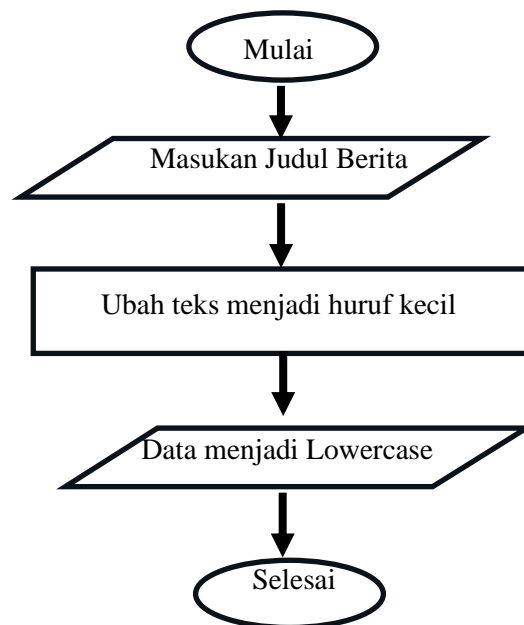 Mulai
Masukan Judul Berita
Ubah teks menjadi huruf kecil
Data menjadi Lowercase
Selesai